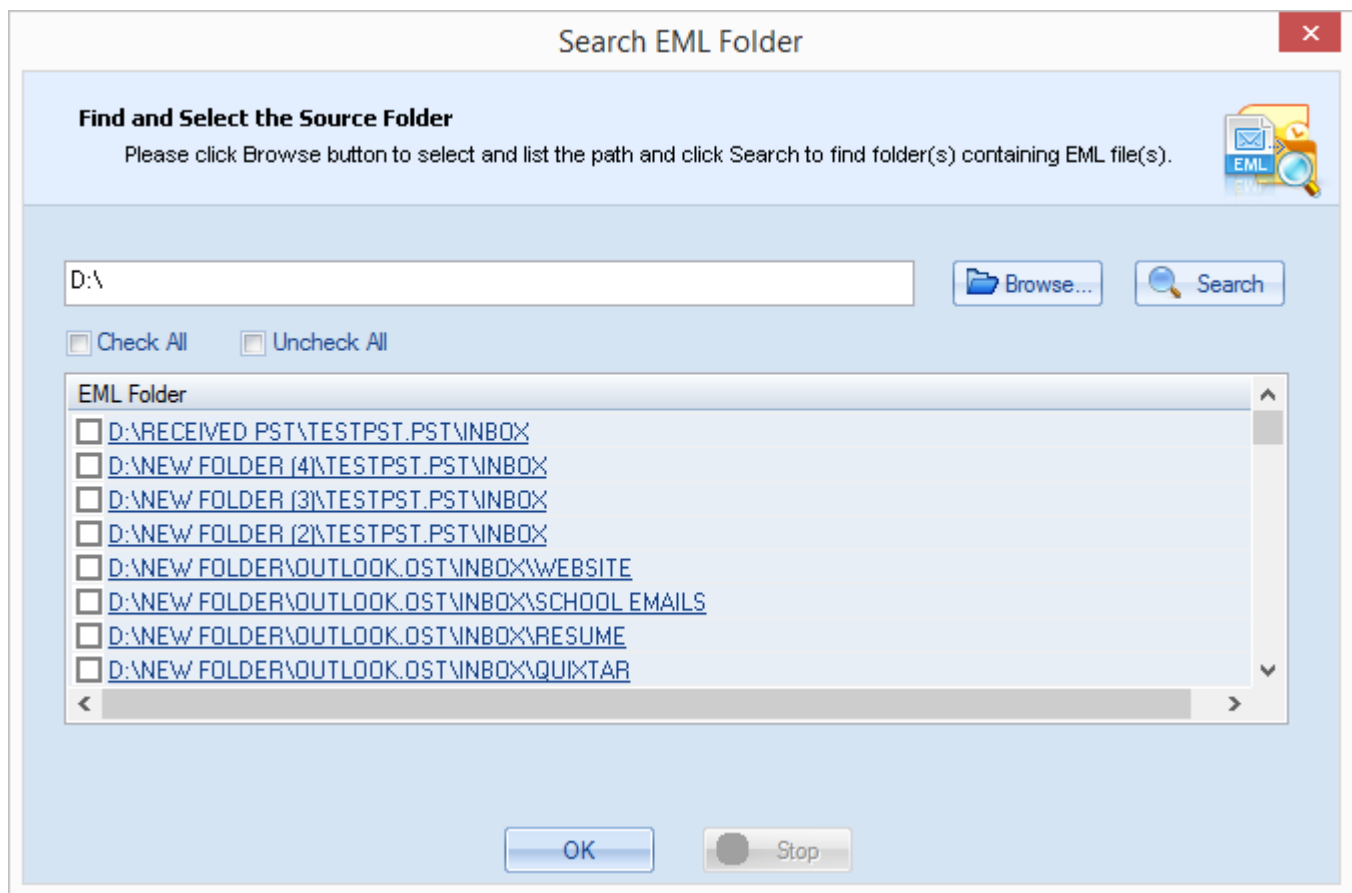 Search EML Folder
Find and Select the Source Folder
Please click Browse button to select and list the path and click Search to find folder(s) containing EML file(s).
EML
D:\
Browse...
Search
Check All
Uncheck All
EML Folder
D:\RECEIVED PST\TESTPST.PST\INBOX
D:\NEW FOLDER (4)\TESTPST.PST\INBOX
D:\NEW FOLDER (3)\TESTPST.PST\INBOX
D:\NEW FOLDER (2)\TESTPST.PST\INBOX
D:\NEW FOLDER\OUTLOOK.OST\INBOX\WEBSITE
D:\NEW FOLDER\OUTLOOK.OST\INBOX\SCHOOL EMAILS
D:\NEW FOLDER\OUTLOOK.OST\INBOX\RESUME
D:\NEW FOLDER\OUTLOOK.OST\INBOX\QUIXTAR
OK
Stop